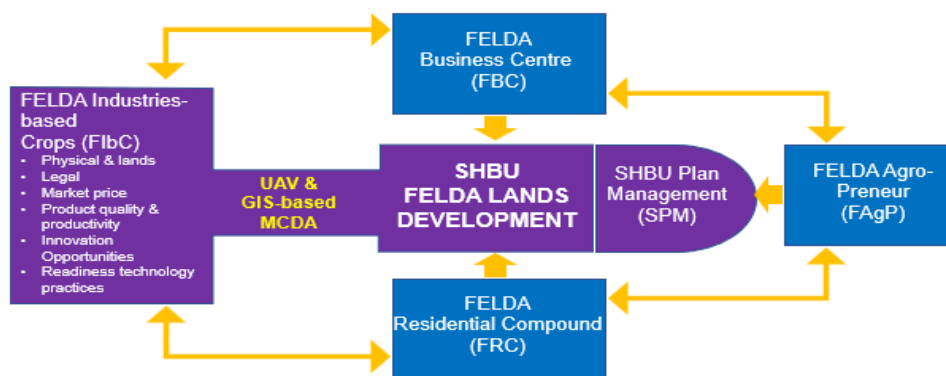 FELDA
Business Centre
(FBC)
FELDA Industries-
based
Crops (FIbC)
• Physical & lands
• Legal
• Market price
• Product quality &
productivity
• Innovation
Opportunities
• Readiness technology
practices
UAV &
GIS-based
MCDA
SHBU
FELDA LANDS
DEVELOPMENT
SHBU Plan
Management
(SPM)
FELDA Agro-
Preneur
(FAgP)
FELDA
Residential Compound
(FRC)